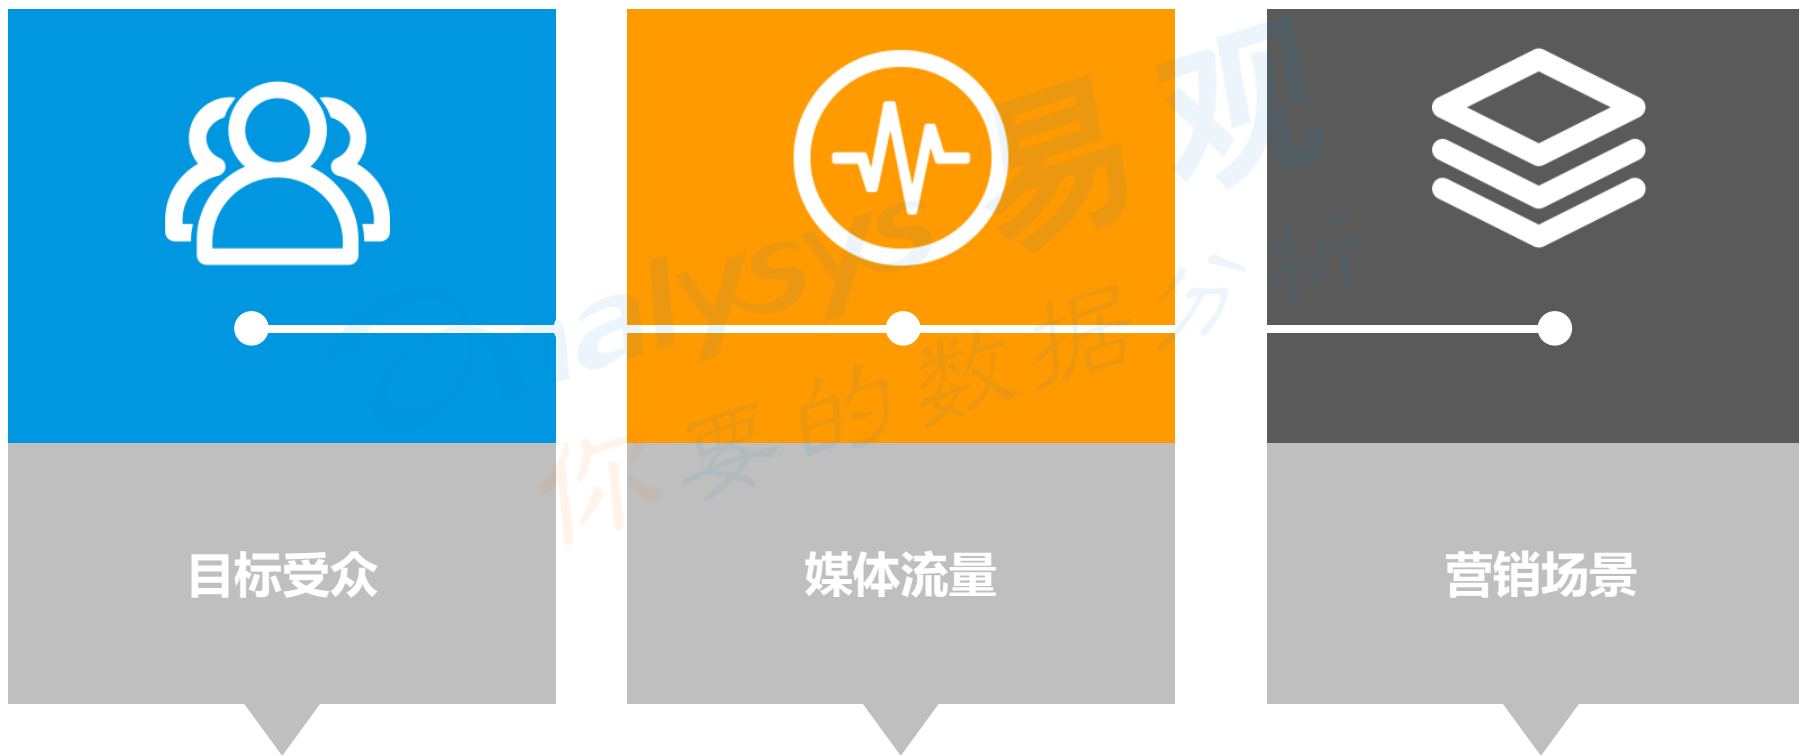 目标受众
媒体流量
营销场景
analysys 易观
你要的数据分析